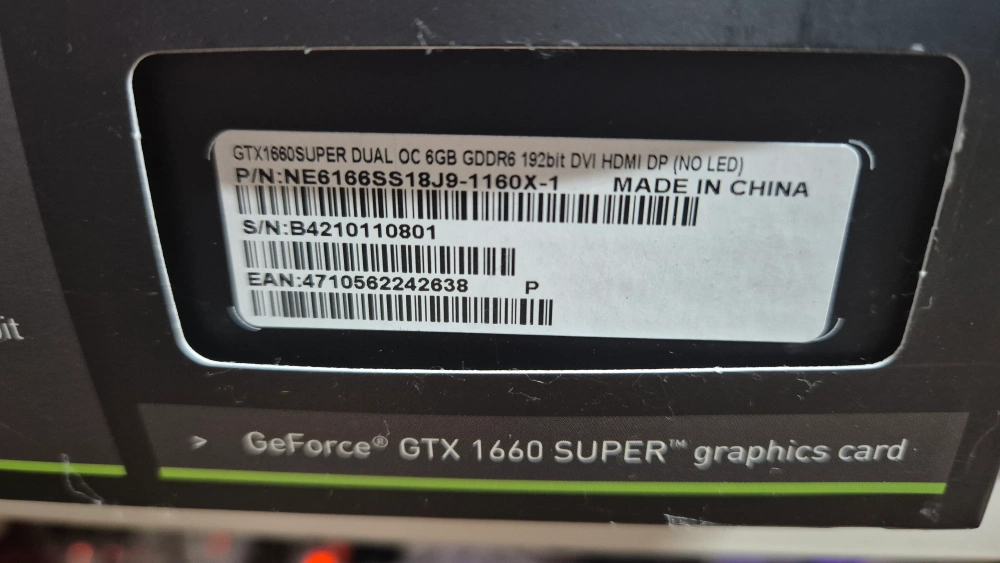 GTX1660SUPER DUAL OC 6GB GDDR6 192bit DVI HDMI DP (NO LED)
P/N:NE6166SS18J9-1160X-1 MADE IN CHINA
S/N:B4210110801
EAN:4710562242638 P
> GeForce® GTX 1660 SUPER™ graphics card